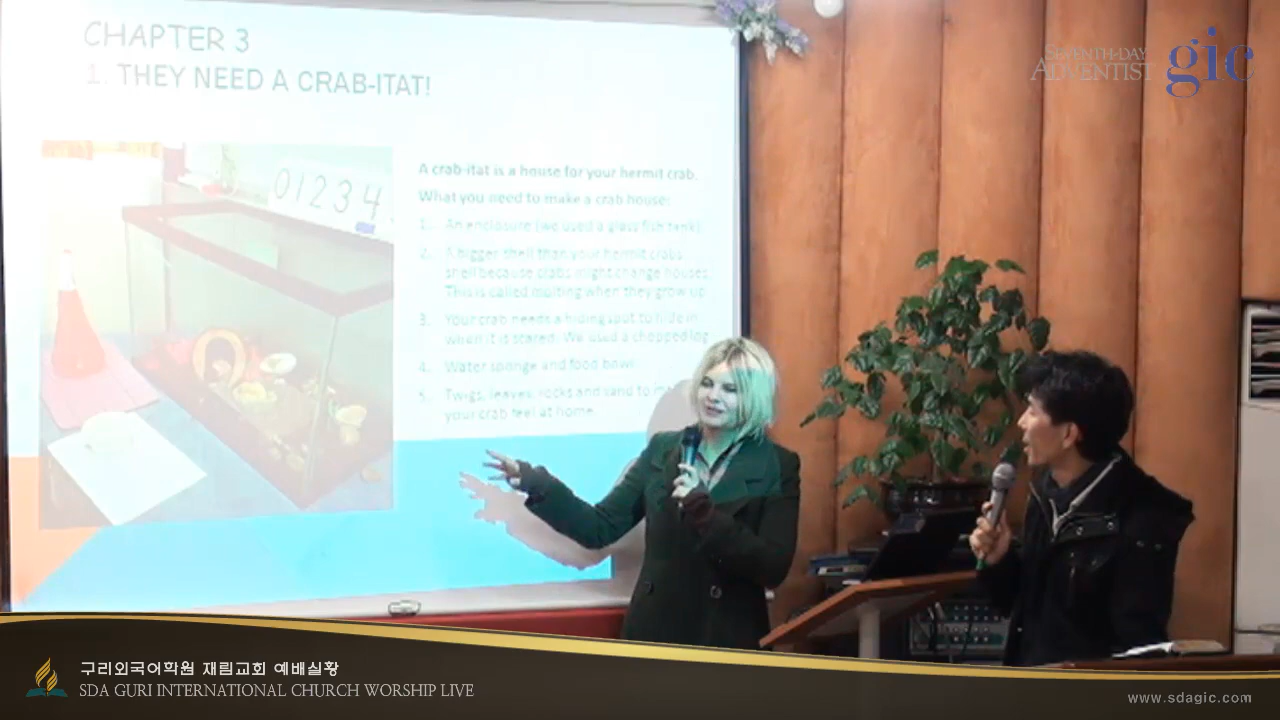 CHAPTER 3
1. THEY NEED A CRAB-ITAT!
SEVENTH-DAY
ADVENTIST
gic
01234
A crab-itat is a house for your hermit crab.
What you need to make a crab house:
1. An enclosure (we used a glass fish tank)
2. A bigger shell than your hermit crabs
shell because crabs might change houses.
This is called molting when they grow up
3. Your crab needs a hiding spot to hide in
when it is scared. We used a chopped log
4. Water sponge and food bowl
5. Twigs, leaves, rocks and sand to
your crab feel at home
구리외국어학원 재림교회 예배실황
SDA GURI INTERNATIONAL CHURCH WORSHIP LIVE
www.sdagic.com